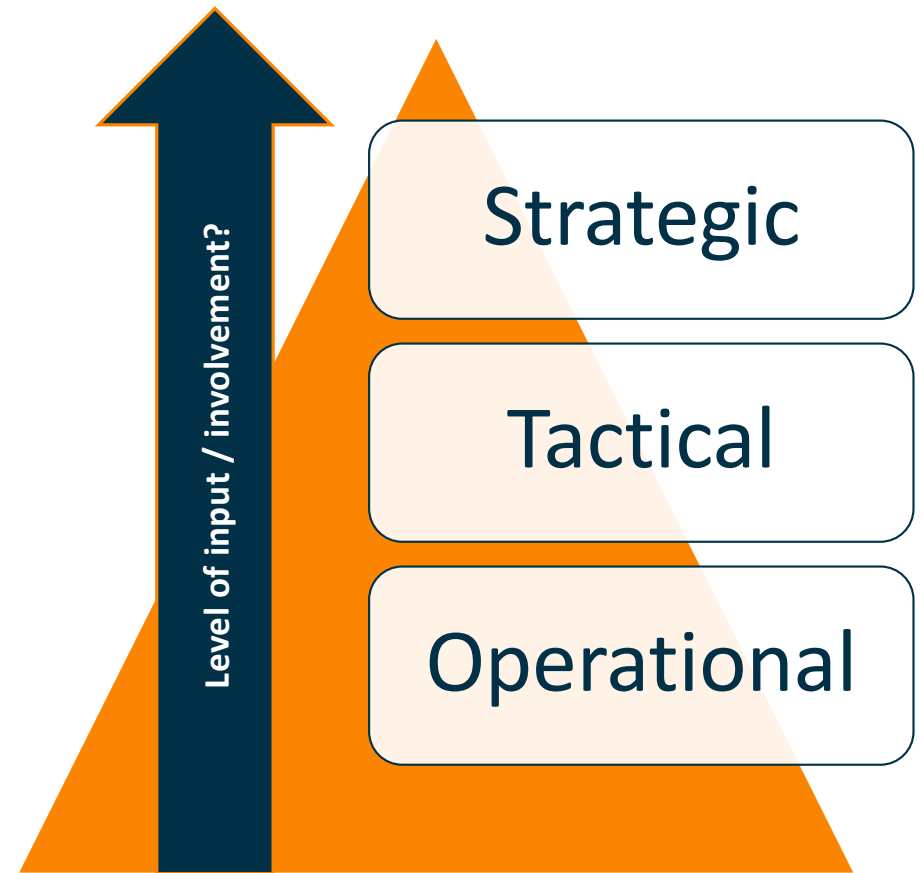 Level of input / involvement?
Strategic
Tactical
Operational